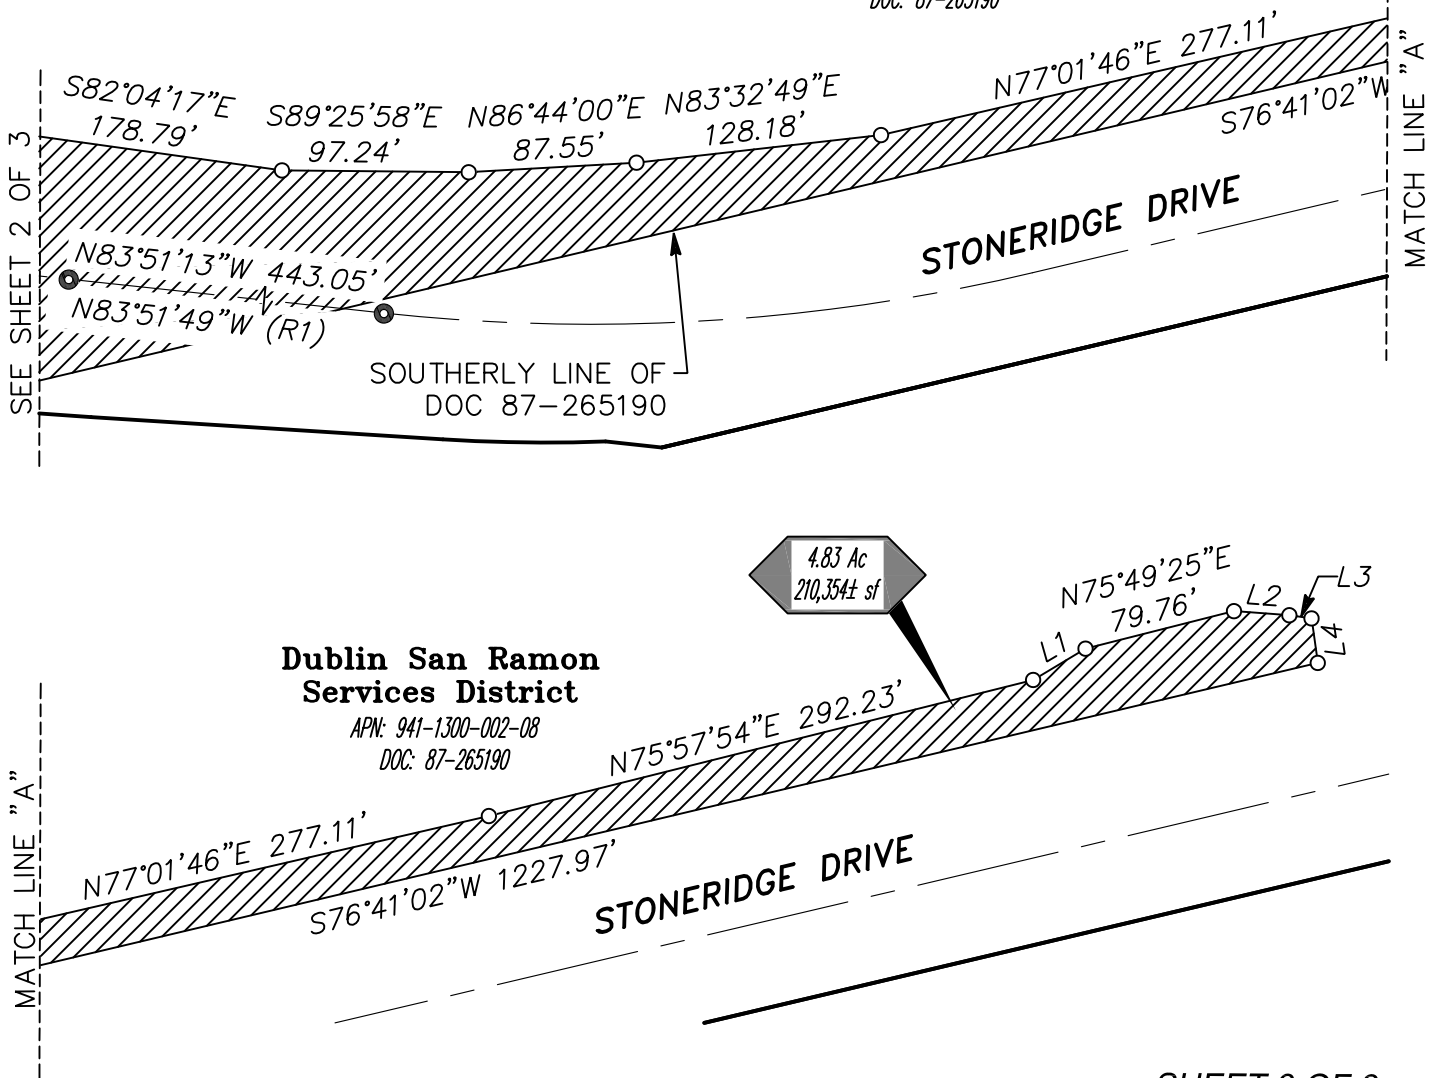 DOC: 87-265190
S82°04'17"E
178.79'
S89°25'58"E
97.24'
N86°44'00"E
87.55'
N83°32'49"E
128.18'
N77°01'46"E 277.11'
S76°41'02"W
MATCH LINE "A"
SEE SHEET 2 OF 3
N83°51'13"W 443.05'
N83°51'49"W (R1)
STONERIDGE DRIVE
SOUTHERLY LINE OF
DOC 87-265190
4.83 Ac
210,354± sf
N75°49'25"E
79.76'
L1
L2
L3
L4
Dublin San Ramon
Services District
APN: 941-1300-002-08
DOC: 87-265190
N75°57'54"E 292.23'
MATCH LINE "A"
N77°01'46"E 277.11'
S76°41'02"W 1227.97'
STONERIDGE DRIVE